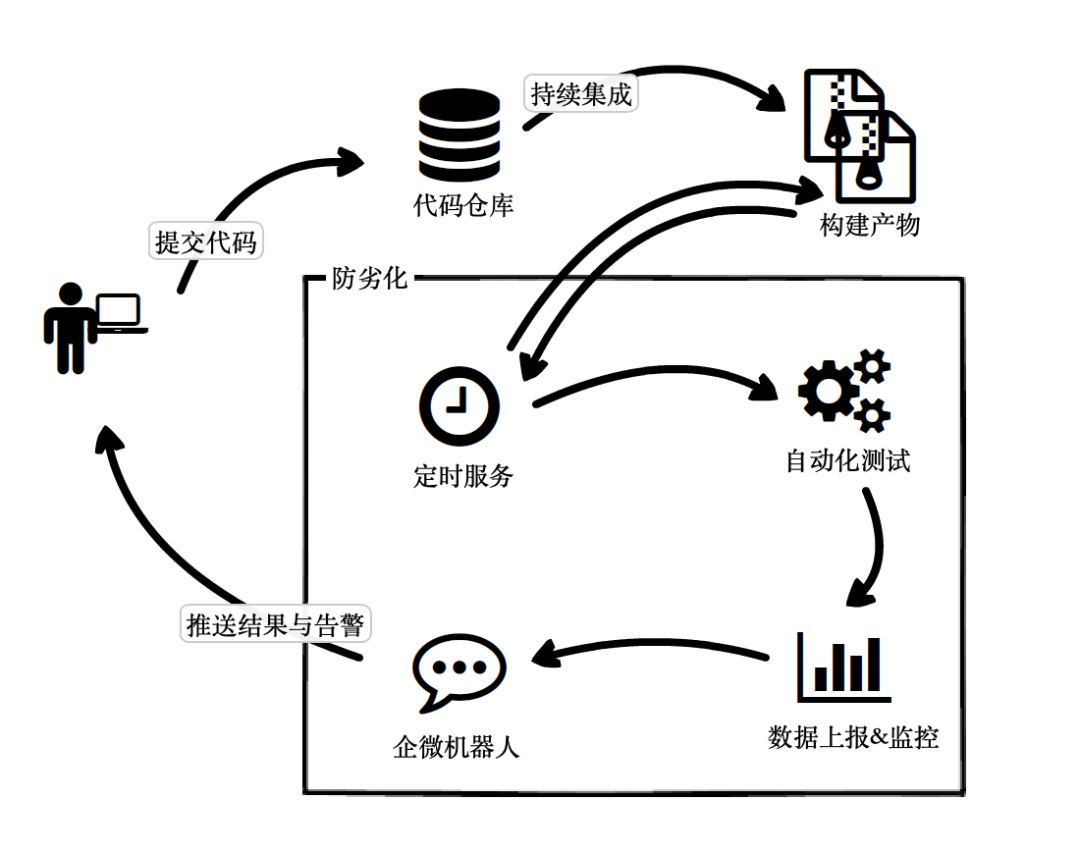 持续集成
代码仓库
构建产物
提交代码
防劣化
定时服务
自动化测试
推送结果与告警
企微机器人
数据上报&监控